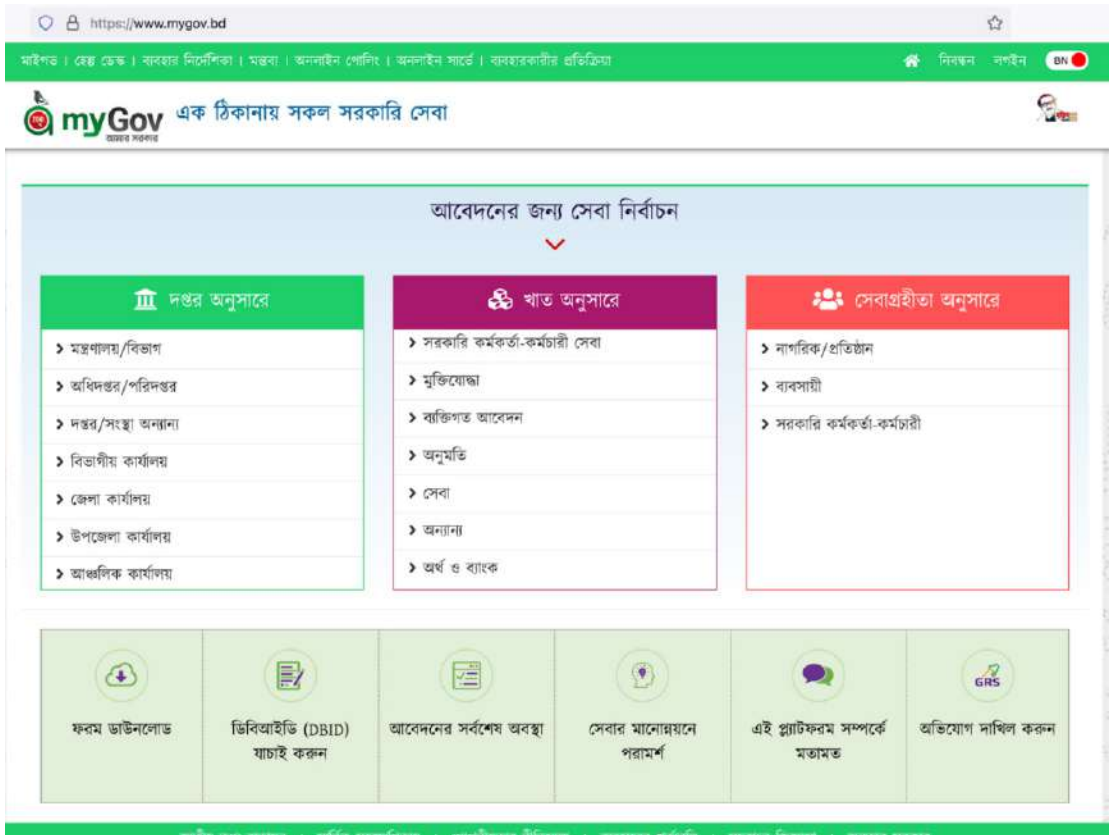 https://www.mygov.bd
মাইগভ | হেল্প ডেস্ক | ব্যবহার নির্দেশিকা | মন্তব্য | অনলাইন পোলিং | অনলাইন সার্ভে | ব্যবহারকারীর প্রতিক্রিয়া
নিবন্ধন লগইন BN
myGov এক ঠিকানায় সকল সরকারি সেবা
আমার সরকার
আবেদনের জন্য সেবা নির্বাচন
দপ্তর অনুসারে
মন্ত্রণালয়/বিভাগ
অধিদপ্তর/পরিদপ্তর
দপ্তর/সংস্থা অন্যান্য
বিভাগীয় কার্যালয়
জেলা কার্যালয়
উপজেলা কার্যালয়
আঞ্চলিক কার্যালয়
খাত অনুসারে
সরকারি কর্মকর্তা-কর্মচারী সেবা
মুক্তিযোদ্ধা
ব্যক্তিগত আবেদন
অনুমতি
সেবা
অন্যান্য
অর্থ ও ব্যাংক
সেবাগ্রহীতা অনুসারে
নাগরিক/প্রতিষ্ঠান
ব্যবসায়ী
সরকারি কর্মকর্তা-কর্মচারী
ফরম ডাউনলোড
ডিবিআইডি (DBID)
যাচাই করুন
আবেদনের সর্বশেষ অবস্থা
সেবার মানোন্নয়নে
পরামর্শ
এই প্ল্যাটফরম সম্পর্কে
মতামত
GRS
অভিযোগ দাখিল করুন